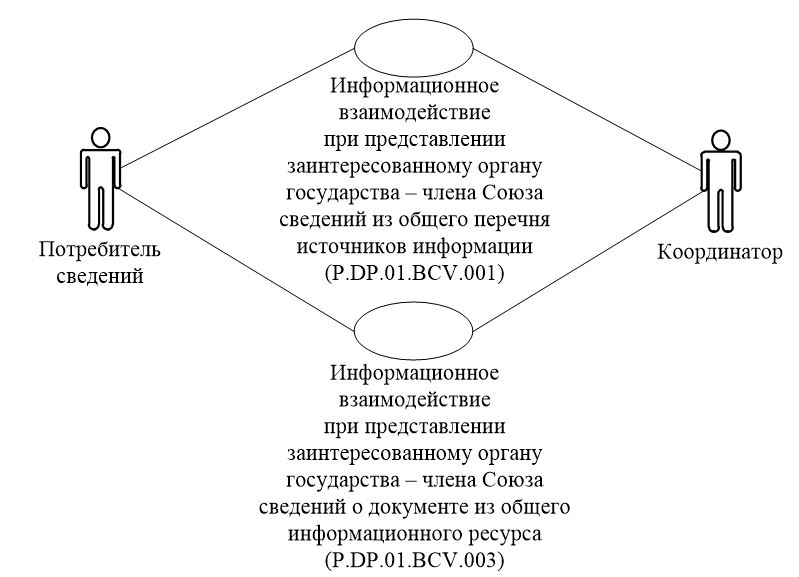 Информационное
взаимодействие
при представлении
заинтересованному органу
государства – члена Союза
сведений из общего перечня
источников информации
(P.DP.01.BCV.001)
Потребитель
сведений
Координатор
Информационное
взаимодействие
при представлении
заинтересованному органу
государства – члена Союза
сведений о документе из общего
информационного ресурса
(P.DP.01.BCV.003)